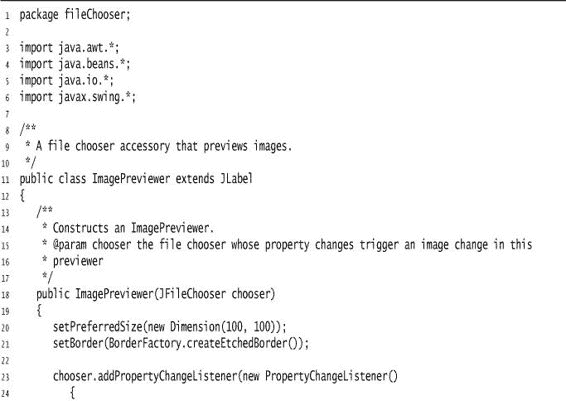 1 package fileChooser;
2
3 import java.awt.*;
4 import java.beans.*;
5 import java.io.*;
6 import javax.swing.*;
7
8 /**
9 * A file chooser accessory that previews images.
10 */
11 public class ImagePreviewer extends JLabel
12 {
13 /**
14 * Constructs an ImagePreviewer.
15 * @param chooser the file chooser whose property changes trigger an image change in this
16 * previewer
17 */
18 public ImagePreviewer(JFileChooser chooser)
19 {
20 setPreferredSize(new Dimension(100, 100));
21 setBorder(BorderFactory.createEtchedBorder());
22
23 chooser.addPropertyChangeListener(new PropertyChangeListener()
24 {